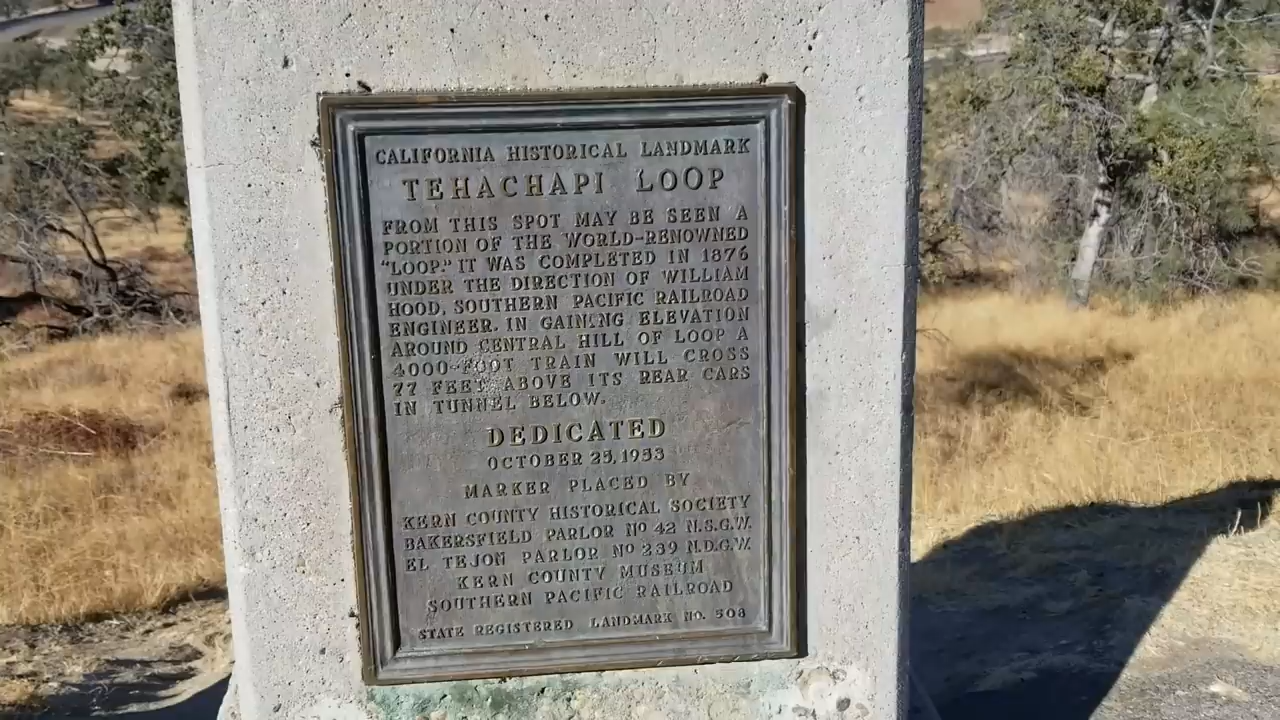 CALIFORNIA HISTORICAL LANDMARK
TEHACHAPI LOOP
FROM THIS SPOT MAY BE SEEN A
PORTION OF THE WORLD-RENOWNED
"LOOP." IT WAS COMPLETED IN 1876
UNDER THE DIRECTION OF WILLIAM
HOOD, SOUTHERN PACIFIC RAILROAD
ENGINEER. IN GAINING ELEVATION
AROUND CENTRAL HILL OF LOOP A
4000-FOOT TRAIN WILL CROSS
77 FEET ABOVE ITS REAR CARS
IN TUNNEL BELOW.
DEDICATED
OCTOBER 25, 1953
MARKER PLACED BY
KERN COUNTY HISTORICAL SOCIETY
BAKERSFIELD PARLOR Nº 42 N.S.G.W.
EL TEJON PARLOR Nº 239 N.D.G.W.
KERN COUNTY MUSEUM
SOUTHERN PACIFIC RAILROAD
STATE REGISTERED LANDMARK NO. 508